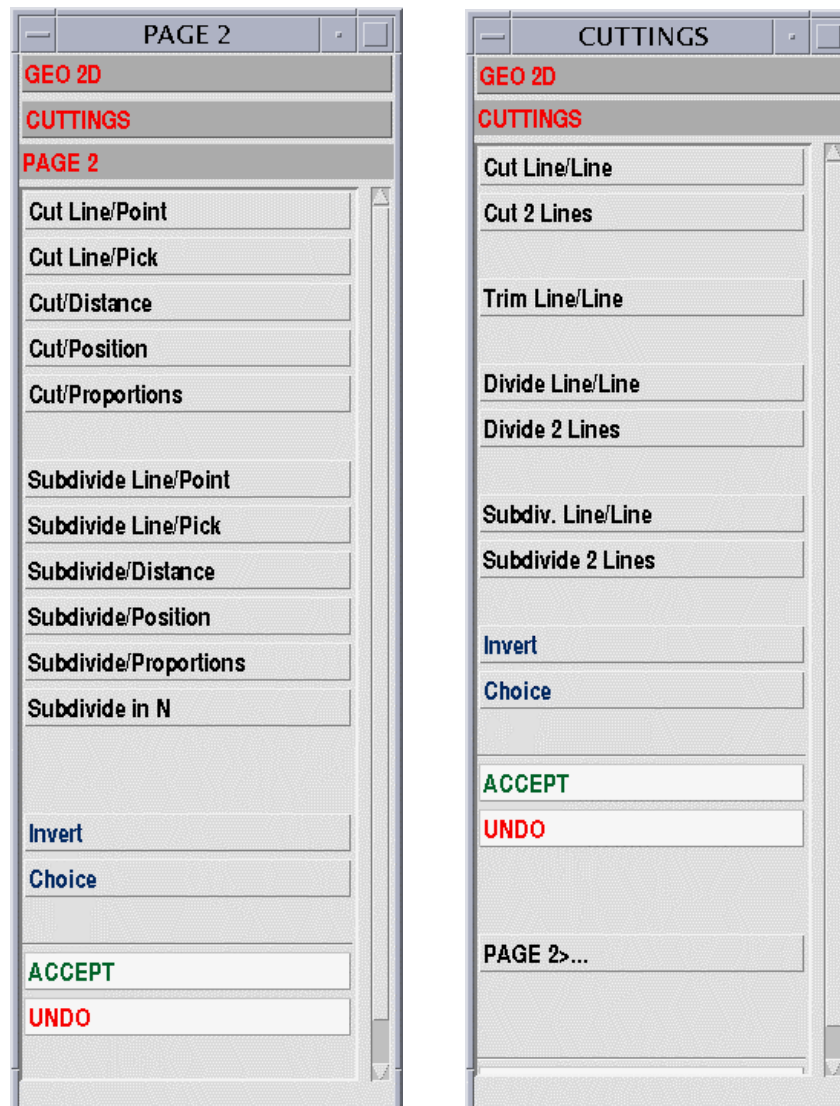 PAGE 2
GEO 2D
CUTTINGS
PAGE 2
Cut Line/Point
Cut Line/Pick
Cut/Distance
Cut/Position
Cut/Proportions
Subdivide Line/Point
Subdivide Line/Pick
Subdivide/Distance
Subdivide/Position
Subdivide/Proportions
Subdivide in N
Invert
Choice
ACCEPT
UNDO
CUTTINGS
GEO 2D
CUTTINGS
Cut Line/Line
Cut 2 Lines
Trim Line/Line
Divide Line/Line
Divide 2 Lines
Subdiv. Line/Line
Subdivide 2 Lines
Invert
Choice
ACCEPT
UNDO
PAGE 2>...